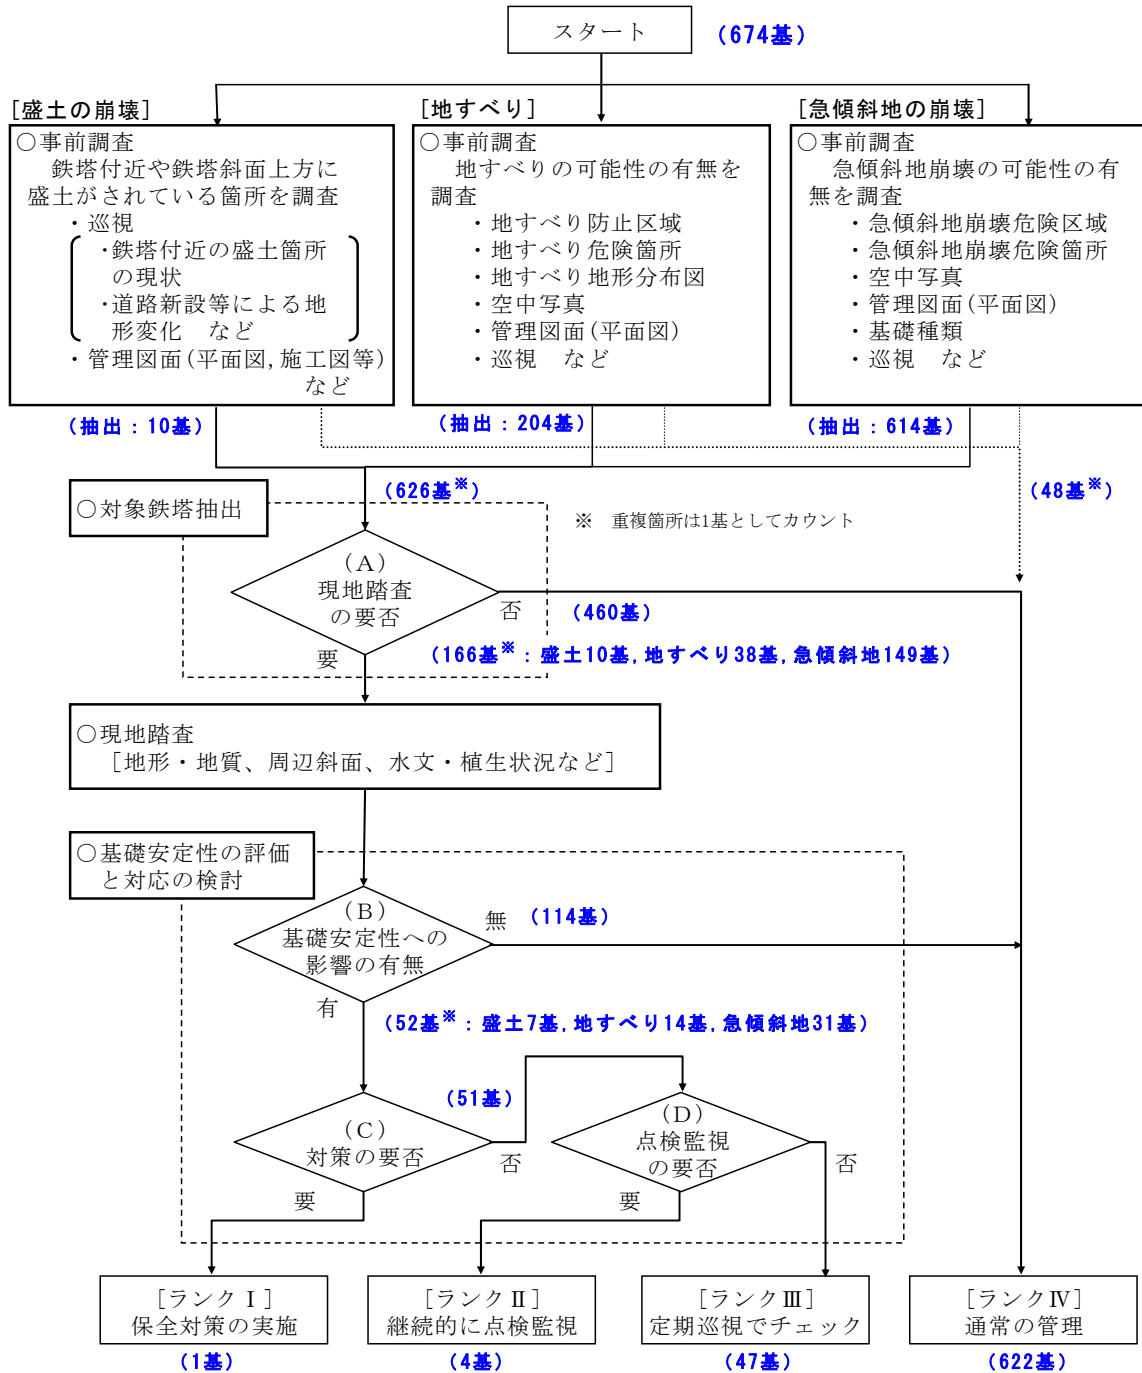 スタート
(674基)
[盛土の崩壊]
○事前調査
鉄塔付近や鉄塔斜面上方に
盛土がされている箇所を調査
・巡視
・鉄塔付近の盛土箇所
の現状
・道路新設等による地
形変化 など
・管理図面(平面図,施工図等)
など
(抽出：10基)
[地すべり]
○事前調査
地すべりの可能性の有無を
調査
・地すべり防止区域
・地すべり危険箇所
・地すべり地形分布図
・空中写真
・管理図面(平面図)
・巡視 など
(抽出：204基)
[急傾斜地の崩壊]
○事前調査
急傾斜地崩壊の可能性の有
無を調査
・急傾斜地崩壊危険区域
・急傾斜地崩壊危険箇所
・空中写真
・管理図面(平面図)
・基礎種類
・巡視 など
(抽出：614基)
(626基※)
(48基※)
○対象鉄塔抽出
※ 重複箇所は1基としてカウント
(A)
現地踏査
の要否
否
(460基)
要
(166基※：盛土10基,地すべり38基,急傾斜地149基)
○現地踏査
[地形・地質、周辺斜面、水文・植生状況など]
○基礎安定性の評価
と対応の検討
(B)
基礎安定性への
影響の有無
無
(114基)
有
(52基※：盛土7基,地すべり14基,急傾斜地31基)
(C)
対策の要否
否
(51基)
要
(D)
点検監視
の要否
否
要
[ランクⅠ]
保全対策の実施
(1基)
[ランクⅡ]
継続的に点検監視
(4基)
[ランクⅢ]
定期巡視でチェック
(47基)
[ランクⅣ]
通常の管理
(622基)